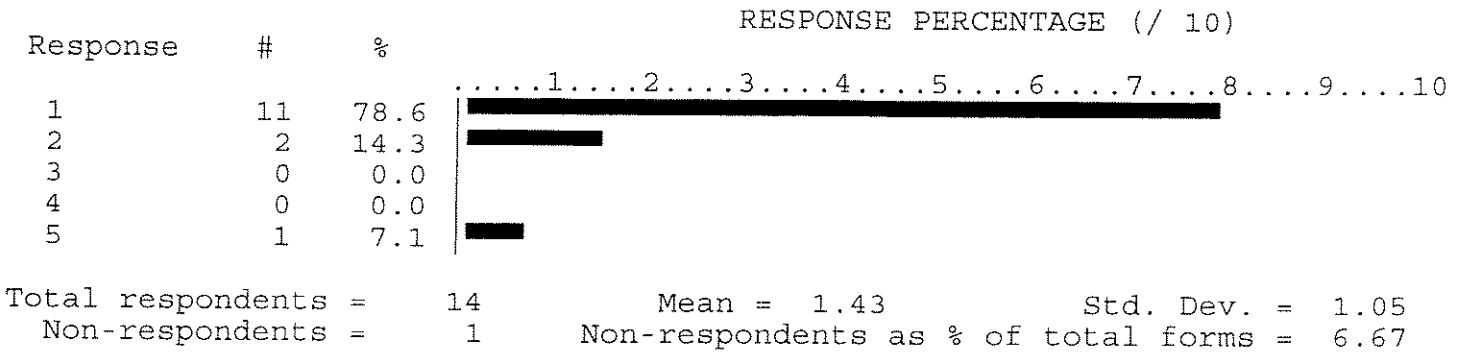 RESPONSE PERCENTAGE (/ 10)
Response # %
.....1....2....3....4....5....6....7....8....9....10
1 11 78.6
2 2 14.3
3 0 0.0
4 0 0.0
5 1 7.1
Total respondents = 14 Mean = 1.43 Std. Dev. = 1.05
Non-respondents = 1 Non-respondents as % of total forms = 6.67